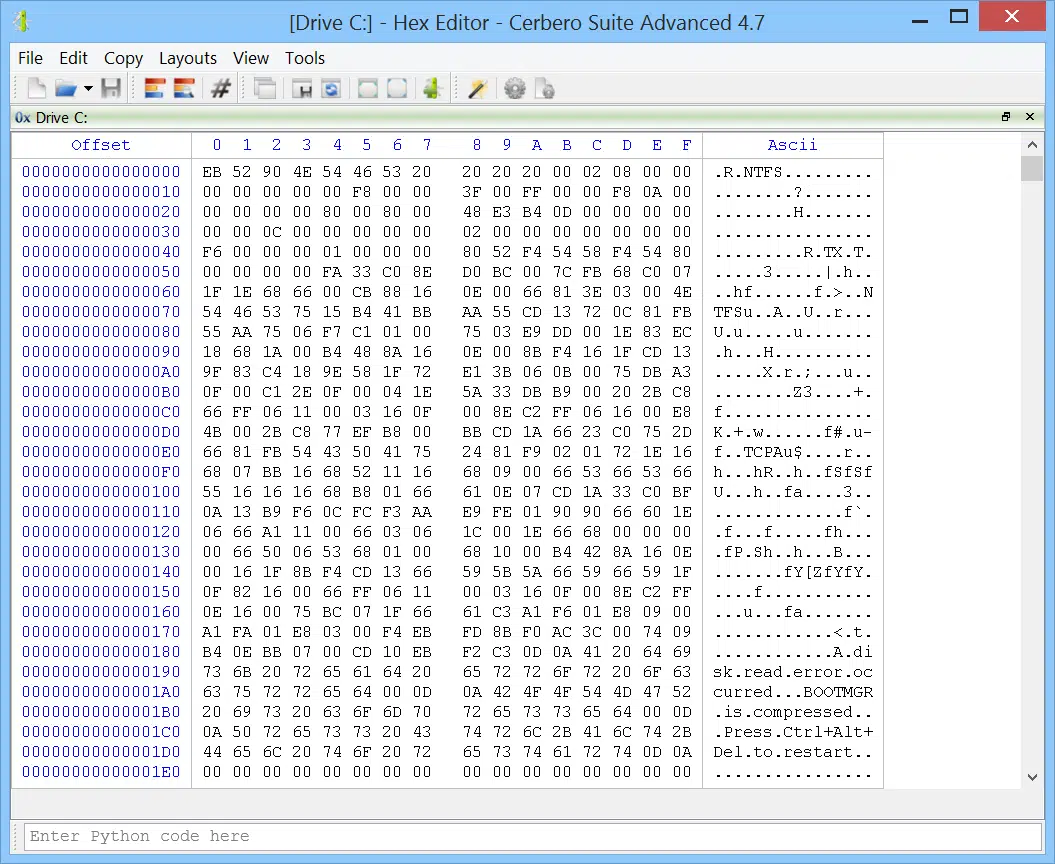 [Drive C:] - Hex Editor - Cerbero Suite Advanced 4.7
File Edit Copy Layouts View Tools
0x Drive C:
Offset 0 1 2 3 4 5 6 7 8 9 A B C D E F Ascii
0000000000000000 EB 52 90 4E 54 46 53 20 20 20 20 00 02 08 00 00 .R.NTFS.........
0000000000000010 00 00 00 00 00 F8 00 00 3F 00 FF 00 00 F8 0A 00 ........?.......
0000000000000020 00 00 00 00 80 00 80 00 48 E3 B4 0D 00 00 00 00 ........H.......
0000000000000030 00 00 0C 00 00 00 00 00 02 00 00 00 00 00 00 00 ................
0000000000000040 F6 00 00 00 01 00 00 00 80 52 F4 54 58 F4 54 80 .........R.TX.T.
0000000000000050 00 00 00 00 FA 33 C0 8E D0 BC 00 7C FB 68 C0 07 .....3.....|.h..
0000000000000060 1F 1E 68 66 00 CB 88 16 0E 00 66 81 3E 03 00 4E ..hf......f.>..N
0000000000000070 54 46 53 75 15 B4 41 BB AA 55 CD 13 72 0C 81 FB TFSu..A..U..r...
0000000000000080 55 AA 75 06 F7 C1 01 00 75 03 E9 DD 00 1E 83 EC U.u.....u.......
0000000000000090 18 68 1A 00 B4 48 8A 16 0E 00 8B F4 16 1F CD 13 .h...H..........
00000000000000A0 9F 83 C4 18 9E 58 1F 72 E1 3B 06 0B 00 75 DB A3 .....X.r.;...u..
00000000000000B0 0F 00 C1 2E 0F 00 04 1E 5A 33 DB B9 00 20 2B C8 ........Z3....+.
00000000000000C0 66 FF 06 11 00 03 16 0F 00 8E C2 FF 06 16 00 E8 f...............
00000000000000D0 4B 00 2B C8 77 EF B8 00 BB CD 1A 66 23 C0 75 2D K.+.w......f#.u-
00000000000000E0 66 81 FB 54 43 50 41 75 24 81 F9 02 01 72 1E 16 f..TCPAu$....r..
00000000000000F0 68 07 BB 16 68 52 11 16 68 09 00 66 53 66 53 66 h...hR..h..fSfSf
0000000000000100 55 16 16 16 68 B8 01 66 61 0E 07 CD 1A 33 C0 BF U...h..fa....3..
0000000000000110 0A 13 B9 F6 0C FC F3 AA E9 FE 01 90 90 66 60 1E .............f`.
0000000000000120 06 66 A1 11 00 66 03 06 1C 00 1E 66 68 00 00 00 .f...f.....fh...
0000000000000130 00 66 50 06 53 68 01 00 68 10 00 B4 42 8A 16 0E .fP.Sh..h...B...
0000000000000140 00 16 1F 8B F4 CD 13 66 59 5B 5A 66 59 66 59 1F .......fY[ZfYfY.
0000000000000150 0F 82 16 00 66 FF 06 11 00 03 16 0F 00 8E C2 FF ....f...........
0000000000000160 0E 16 00 75 BC 07 1F 66 61 C3 A1 F6 01 E8 09 00 ...u...fa.......
0000000000000170 A1 FA 01 E8 03 00 F4 EB FD 8B F0 AC 3C 00 74 09 ............<.t.
0000000000000180 B4 0E BB 07 00 CD 10 EB F2 C3 0D 0A 41 20 64 69 ............A.di
0000000000000190 73 6B 20 72 65 61 64 20 65 72 72 6F 72 20 6F 63 sk.read.error.oc
00000000000001A0 63 75 72 72 65 64 00 0D 0A 42 4F 4F 54 4D 47 52 curred...BOOTMGR
00000000000001B0 20 69 73 20 63 6F 6D 70 72 65 73 73 65 64 00 0D .is.compressed..
00000000000001C0 0A 50 72 65 73 73 20 43 74 72 6C 2B 41 6C 74 2B .Press.Ctrl+Alt+
00000000000001D0 44 65 6C 20 74 6F 20 72 65 73 74 61 72 74 0D 0A Del.to.restart..
00000000000001E0 00 00 00 00 00 00 00 00 00 00 00 00 00 00 00 00 ................
Enter Python code here